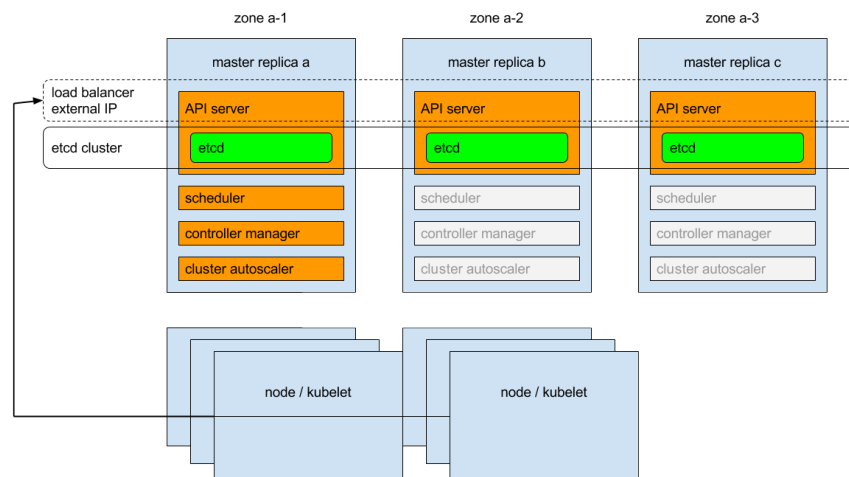 zone a-1
zone a-2
zone a-3
master replica a
master replica b
master replica c
load balancer
external IP
API server
API server
API server
etcd cluster
etcd
etcd
etcd
scheduler
scheduler
scheduler
controller manager
controller manager
controller manager
cluster autoscaler
cluster autoscaler
cluster autoscaler
node / kubelet
node / kubelet